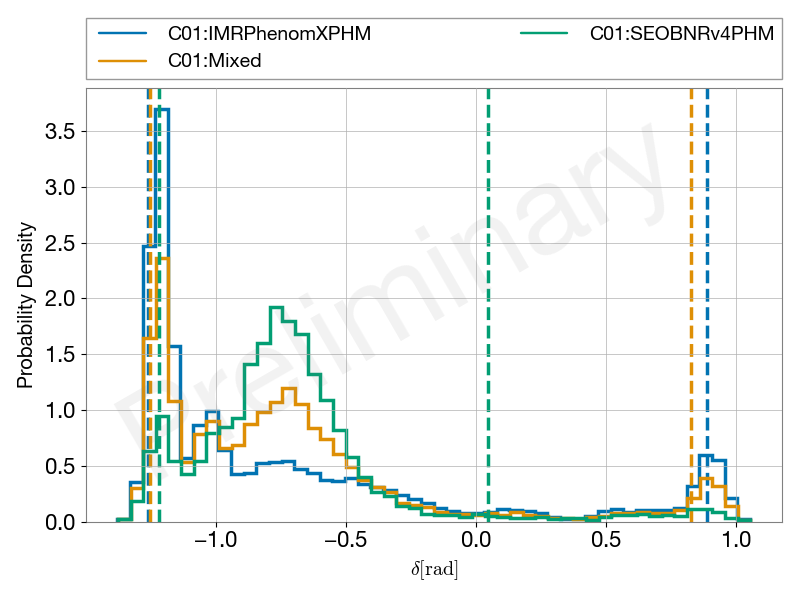 C01:IMRPhenomXPHM
C01:Mixed
C01:SEOBNRv4PHM
Preliminary
Probability Density
3.5
3.0
2.5
2.0
1.5
1.0
0.5
0.0
−1.0 −0.5 0.0 0.5 1.0
δ[rad]